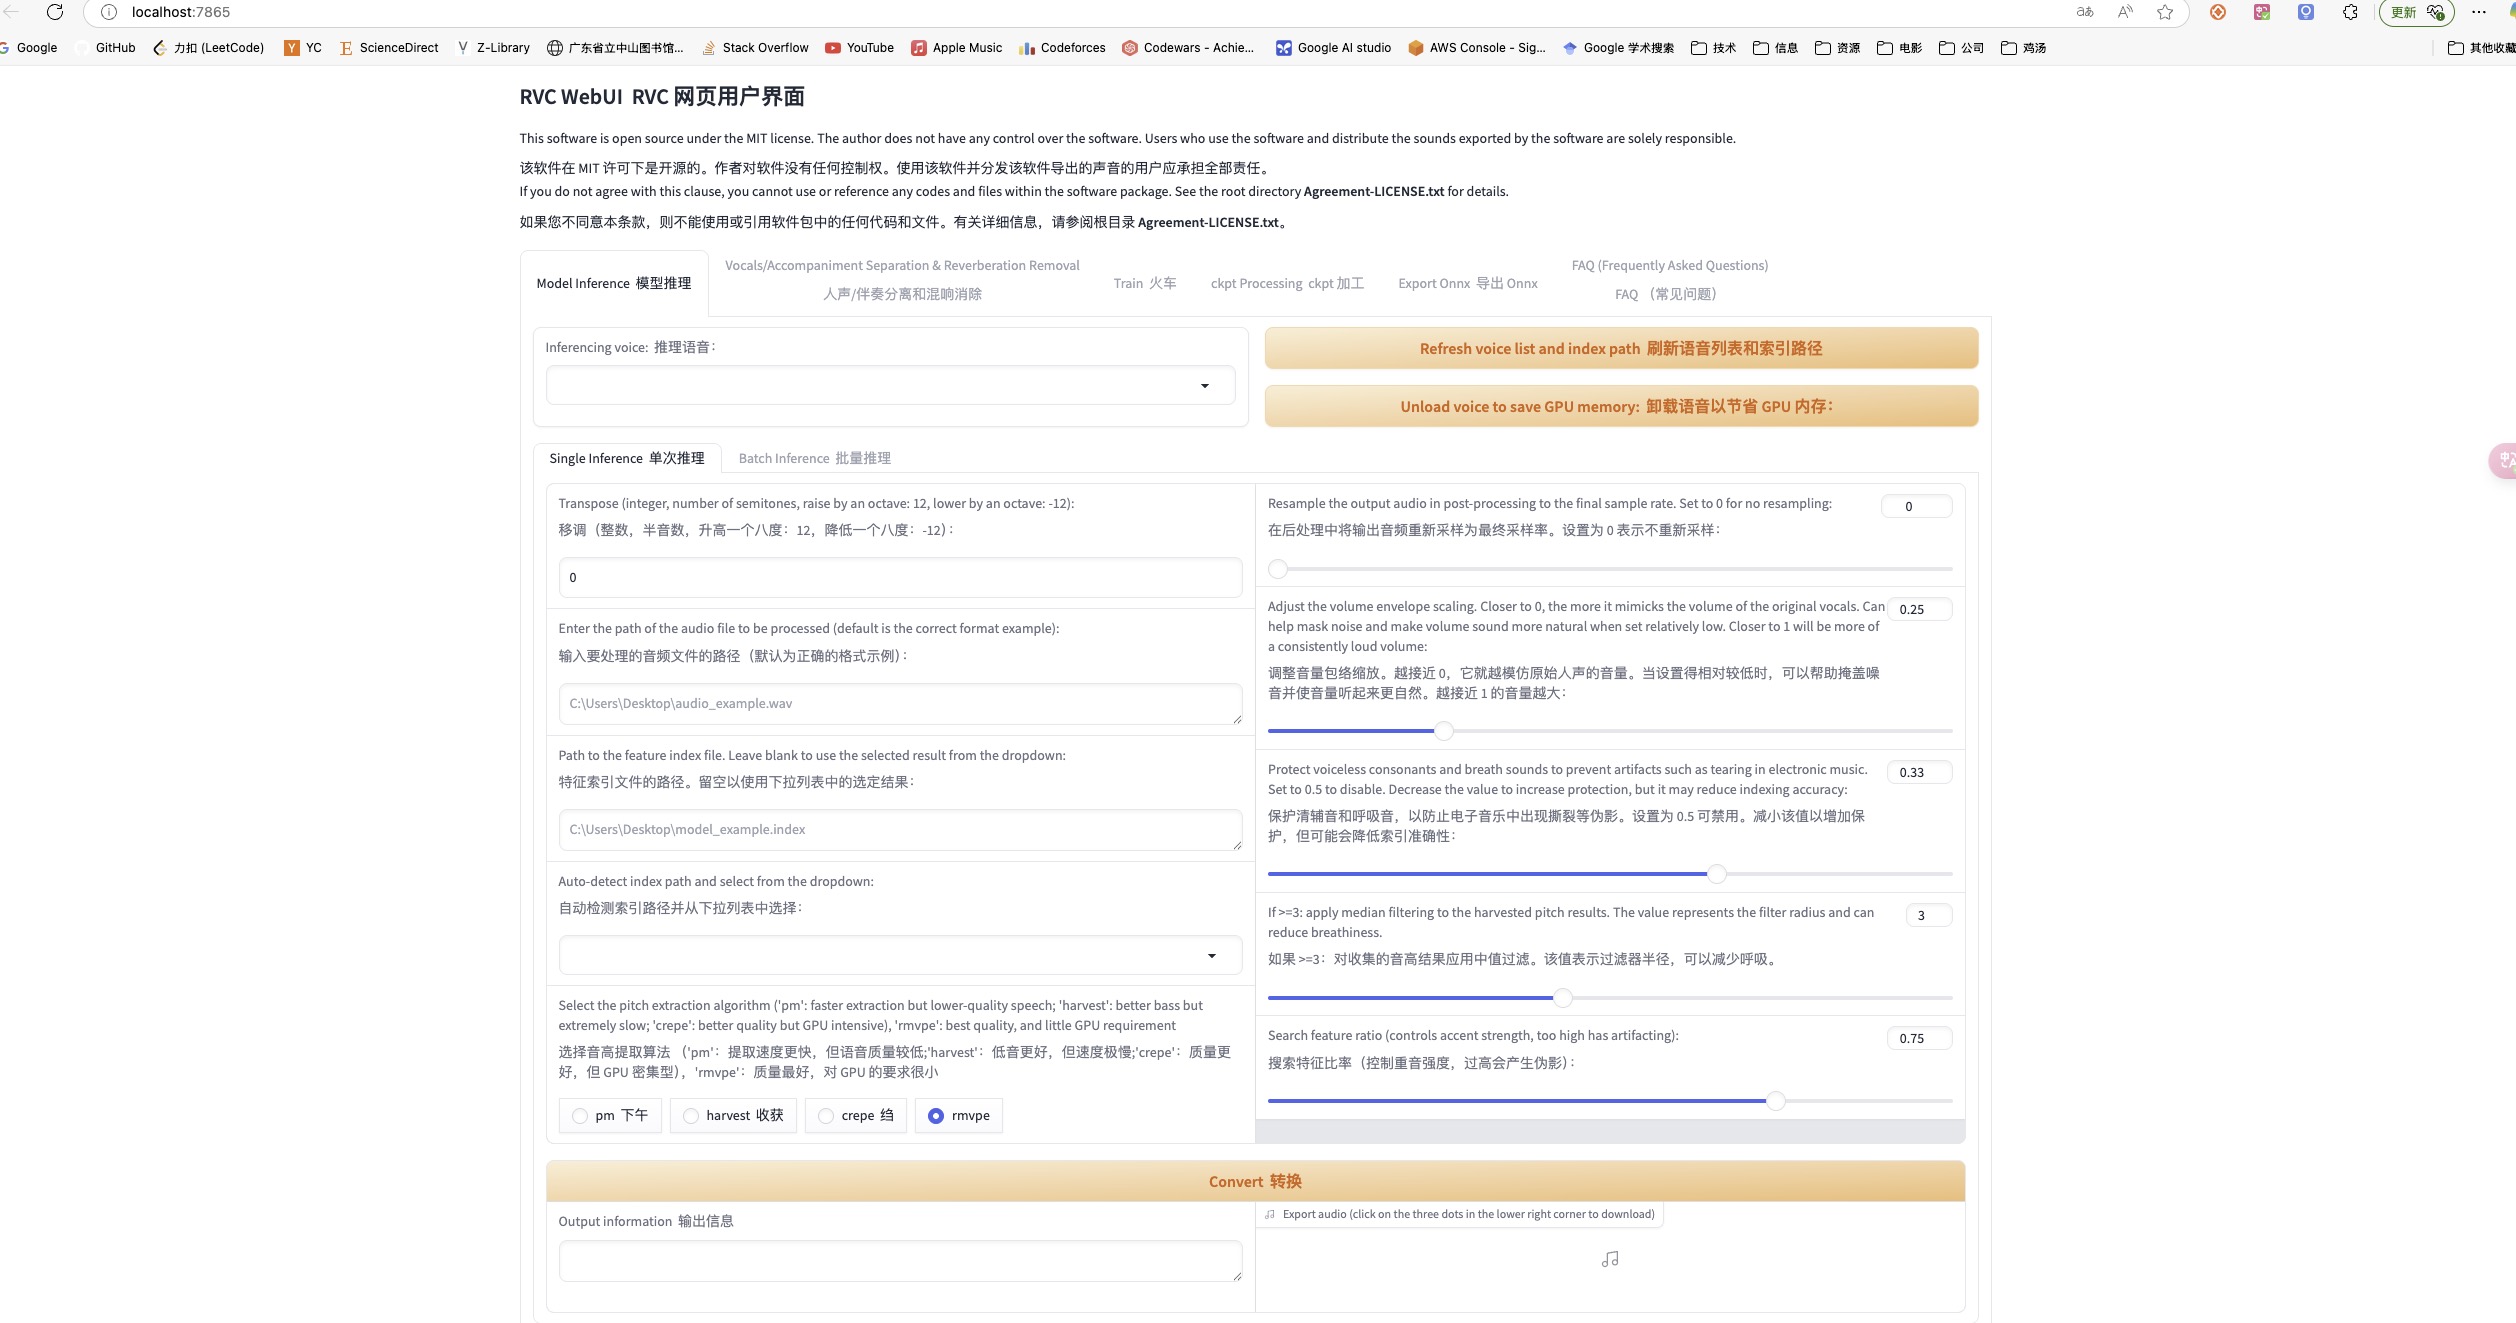 localhost:7865
更新
Google
GitHub
力扣 (LeetCode)
YC
ScienceDirect
Z-Library
广东省立中山图书馆...
Stack Overflow
YouTube
Apple Music
Codeforces
Codewars - Achie...
Google AI studio
AWS Console - Sig...
Google 学术搜索
技术
信息
资源
电影
公司
鸡汤
其他收藏
RVC WebUI RVC 网页用户界面
This software is open source under the MIT license. The author does not have any control over the software. Users who use the software and distribute the sounds exported by the software are solely responsible.
该软件在 MIT 许可下是开源的。作者对软件没有任何控制权。使用该软件并分发该软件导出的声音的用户应承担全部责任。
If you do not agree with this clause, you cannot use or reference any codes and files within the software package. See the root directory Agreement-LICENSE.txt for details.
如果您不同意本条款，则不能使用或引用软件包中的任何代码和文件。有关详细信息，请参阅根目录 Agreement-LICENSE.txt。
Model Inference 模型推理
Vocals/Accompaniment Separation & Reverberation Removal
人声/伴奏分离和混响消除
Train 火车
ckpt Processing ckpt 加工
Export Onnx 导出 Onnx
FAQ (Frequently Asked Questions)
FAQ （常见问题）
Inferencing voice: 推理语音：
Refresh voice list and index path 刷新语音列表和索引路径
Unload voice to save GPU memory: 卸载语音以节省 GPU 内存：
Single Inference 单次推理
Batch Inference 批量推理
Transpose (integer, number of semitones, raise by an octave: 12, lower by an octave: -12):
移调（整数，半音数，升高一个八度：12，降低一个八度：-12）：
0
Enter the path of the audio file to be processed (default is the correct format example):
输入要处理的音频文件的路径（默认为正确的格式示例）：
C:\Users\Desktop\audio_example.wav
Path to the feature index file. Leave blank to use the selected result from the dropdown:
特征索引文件的路径。留空以使用下拉列表中的选定结果：
C:\Users\Desktop\model_example.index
Auto-detect index path and select from the dropdown:
自动检测索引路径并从下拉列表中选择：
Select the pitch extraction algorithm ('pm': faster extraction but lower-quality speech; 'harvest': better bass but
extremely slow; 'crepe': better quality but GPU intensive), 'rmvpe': best quality, and little GPU requirement
选择音高提取算法 （'pm'：提取速度更快，但语音质量较低;'harvest'：低音更好，但速度极慢;'crepe'：质量更
好，但 GPU 密集型），'rmvpe'：质量最好，对 GPU 的要求很小
pm 下午
harvest 收获
crepe 绉
rmvpe
Resample the output audio in post-processing to the final sample rate. Set to 0 for no resampling:
0
在后处理中将输出音频重新采样为最终采样率。设置为 0 表示不重新采样：
Adjust the volume envelope scaling. Closer to 0, the more it mimicks the volume of the original vocals. Can
0.25
help mask noise and make volume sound more natural when set relatively low. Closer to 1 will be more of
a consistently loud volume:
调整音量包络缩放。越接近 0，它就越模仿原始人声的音量。当设置得相对较低时，可以帮助掩盖噪
音并使音量听起来更自然。越接近 1 的音量越大：
Protect voiceless consonants and breath sounds to prevent artifacts such as tearing in electronic music.
0.33
Set to 0.5 to disable. Decrease the value to increase protection, but it may reduce indexing accuracy:
保护清辅音和呼吸音，以防止电子音乐中出现撕裂等伪影。设置为 0.5 可禁用。减小该值以增加保
护，但可能会降低索引准确性：
If >=3: apply median filtering to the harvested pitch results. The value represents the filter radius and can
3
reduce breathiness.
如果 >=3：对收集的音高结果应用中值过滤。该值表示过滤器半径，可以减少呼吸。
Search feature ratio (controls accent strength, too high has artifacting):
0.75
搜索特征比率（控制重音强度，过高会产生伪影）：
Convert 转换
Output information 输出信息
Export audio (click on the three dots in the lower right corner to download)